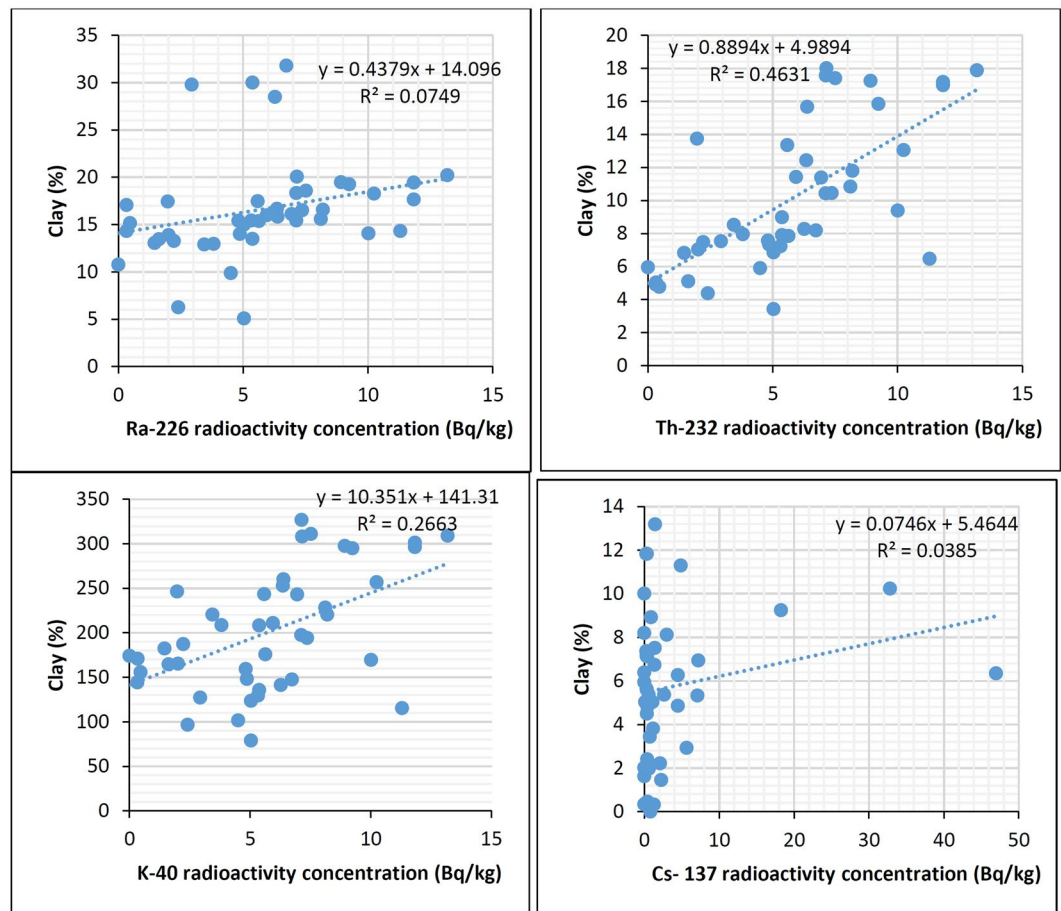 35
30
25
20
15
10
5
0
Clay (%)
y = 0.4379x + 14.096
R² = 0.0749
0 5 10 15
Ra-226 radioactivity concentration (Bq/kg)
20
18
16
14
12
10
8
6
4
2
0
Clay (%)
y = 0.8894x + 4.9894
R² = 0.4631
0 5 10 15
Th-232 radioactivity concentration (Bq/kg)
350
300
250
200
150
100
50
0
Clay (%)
y = 10.351x + 141.31
R² = 0.2663
0 5 10 15
K-40 radioactivity concentration (Bq/kg)
14
12
10
8
6
4
2
0
Clay (%)
y = 0.0746x + 5.4644
R² = 0.0385
0 10 20 30 40 50
Cs- 137 radioactivity concentration (Bq/kg)